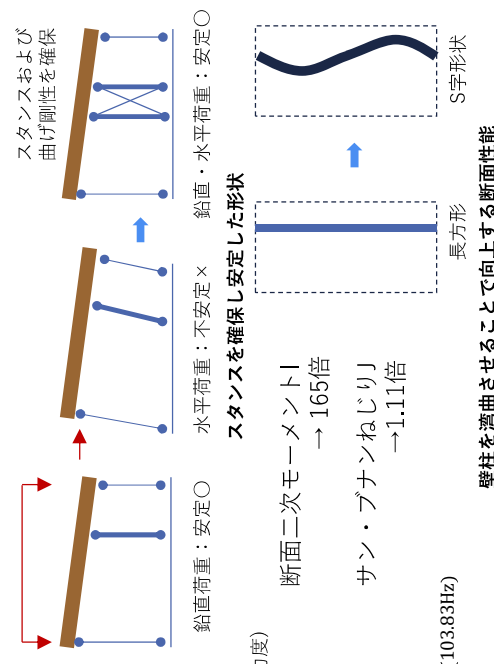 スタンスおよび
曲げ剛性を確保
鉛直荷重：安定〇
水平荷重：不安定×
鉛直・水平荷重：安定〇
スタンスを確保し安定した形状
断面二次モーメントI
→ 165倍
サン・ブナンねじりJ
→1.11倍
長方形
S字形状
壁柱を湾曲させることで向上する断面性能
度)
(103.83Hz)